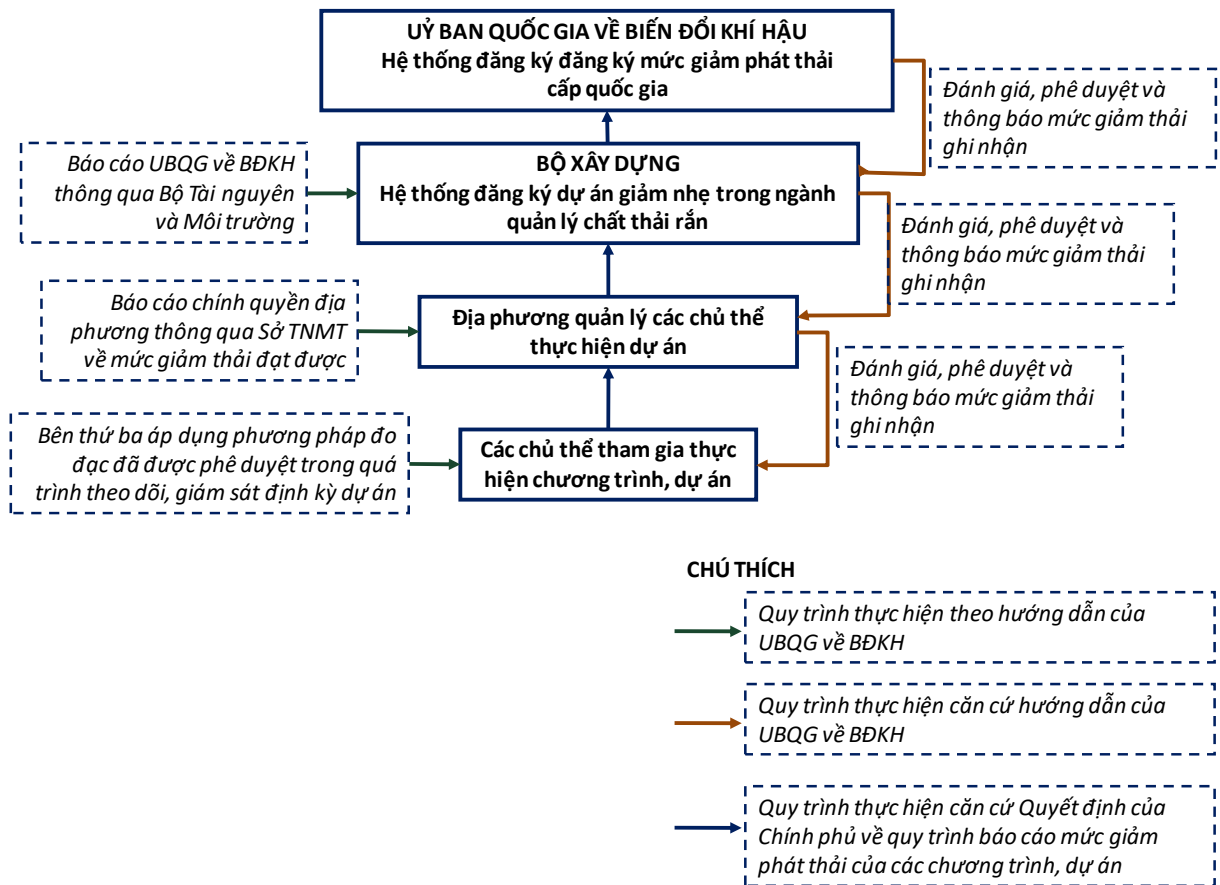 UỶ BAN QUỐC GIA VỀ BIẾN ĐỔI KHÍ HẬU
Hệ thống đăng ký đăng ký mức giảm phát thải
cấp quốc gia
Đánh giá, phê duyệt và
thông báo mức giảm thải
ghi nhận
Báo cáo UBQG về BĐKH
thông qua Bộ Tài nguyên
và Môi trường
BỘ XÂY DỰNG
Hệ thống đăng ký dự án giảm nhẹ trong ngành
quản lý chất thải rắn
Đánh giá, phê duyệt và
thông báo mức giảm thải
ghi nhận
Báo cáo chính quyền địa
phương thông qua Sở TNMT
về mức giảm thải đạt được
Địa phương quản lý các chủ thể
thực hiện dự án
Đánh giá, phê duyệt và
thông báo mức giảm thải
ghi nhận
Bên thứ ba áp dụng phương pháp đo
đạc đã được phê duyệt trong quá
trình theo dõi, giám sát định kỳ dự án
Các chủ thể tham gia thực
hiện chương trình, dự án
CHÚ THÍCH
Quy trình thực hiện theo hướng dẫn của
UBQG về BĐKH
Quy trình thực hiện căn cứ hướng dẫn của
UBQG về BĐKH
Quy trình thực hiện căn cứ Quyết định của
Chính phủ về quy trình báo cáo mức giảm
phát thải của các chương trình, dự án